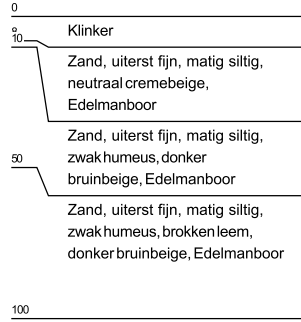 0
Klinker
8
10
Zand, uiterst fijn, matig siltig,
neutraal cremebeige,
Edelmanboor
Zand, uiterst fijn, matig siltig,
zwak humeus, donker
50
bruinbeige, Edelmanboor
Zand, uiterst fijn, matig siltig,
zwak humeus, brokken leem,
donker bruinbeige, Edelmanboor
100